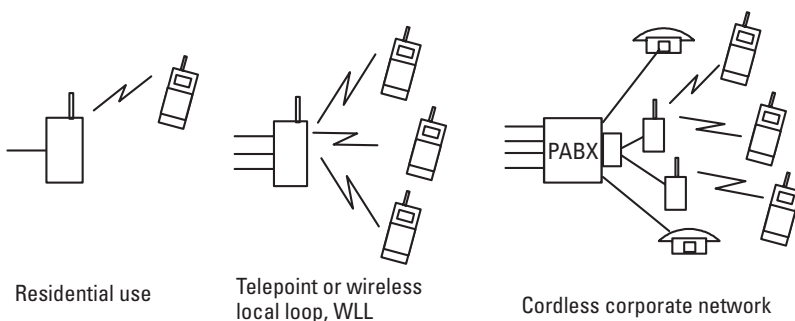 PABX
Residential use
Telepoint or wireless
local loop, WLL
Cordless corporate network